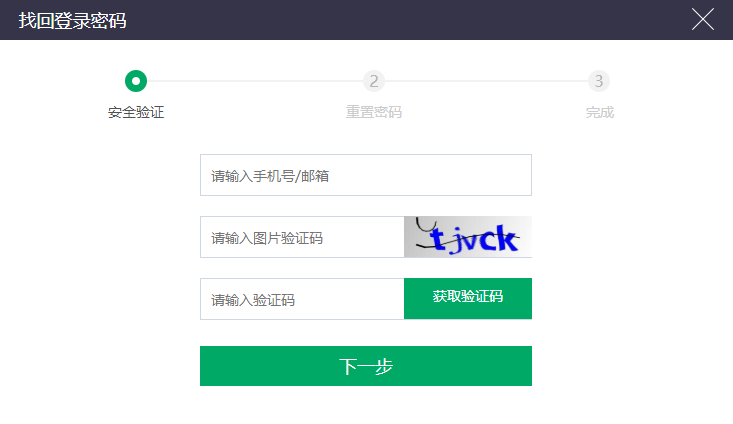 找回登录密码
2
3
安全验证
重置密码
完成
请输入手机号/邮箱
请输入图片验证码
tjvck
请输入验证码
获取验证码
下一步